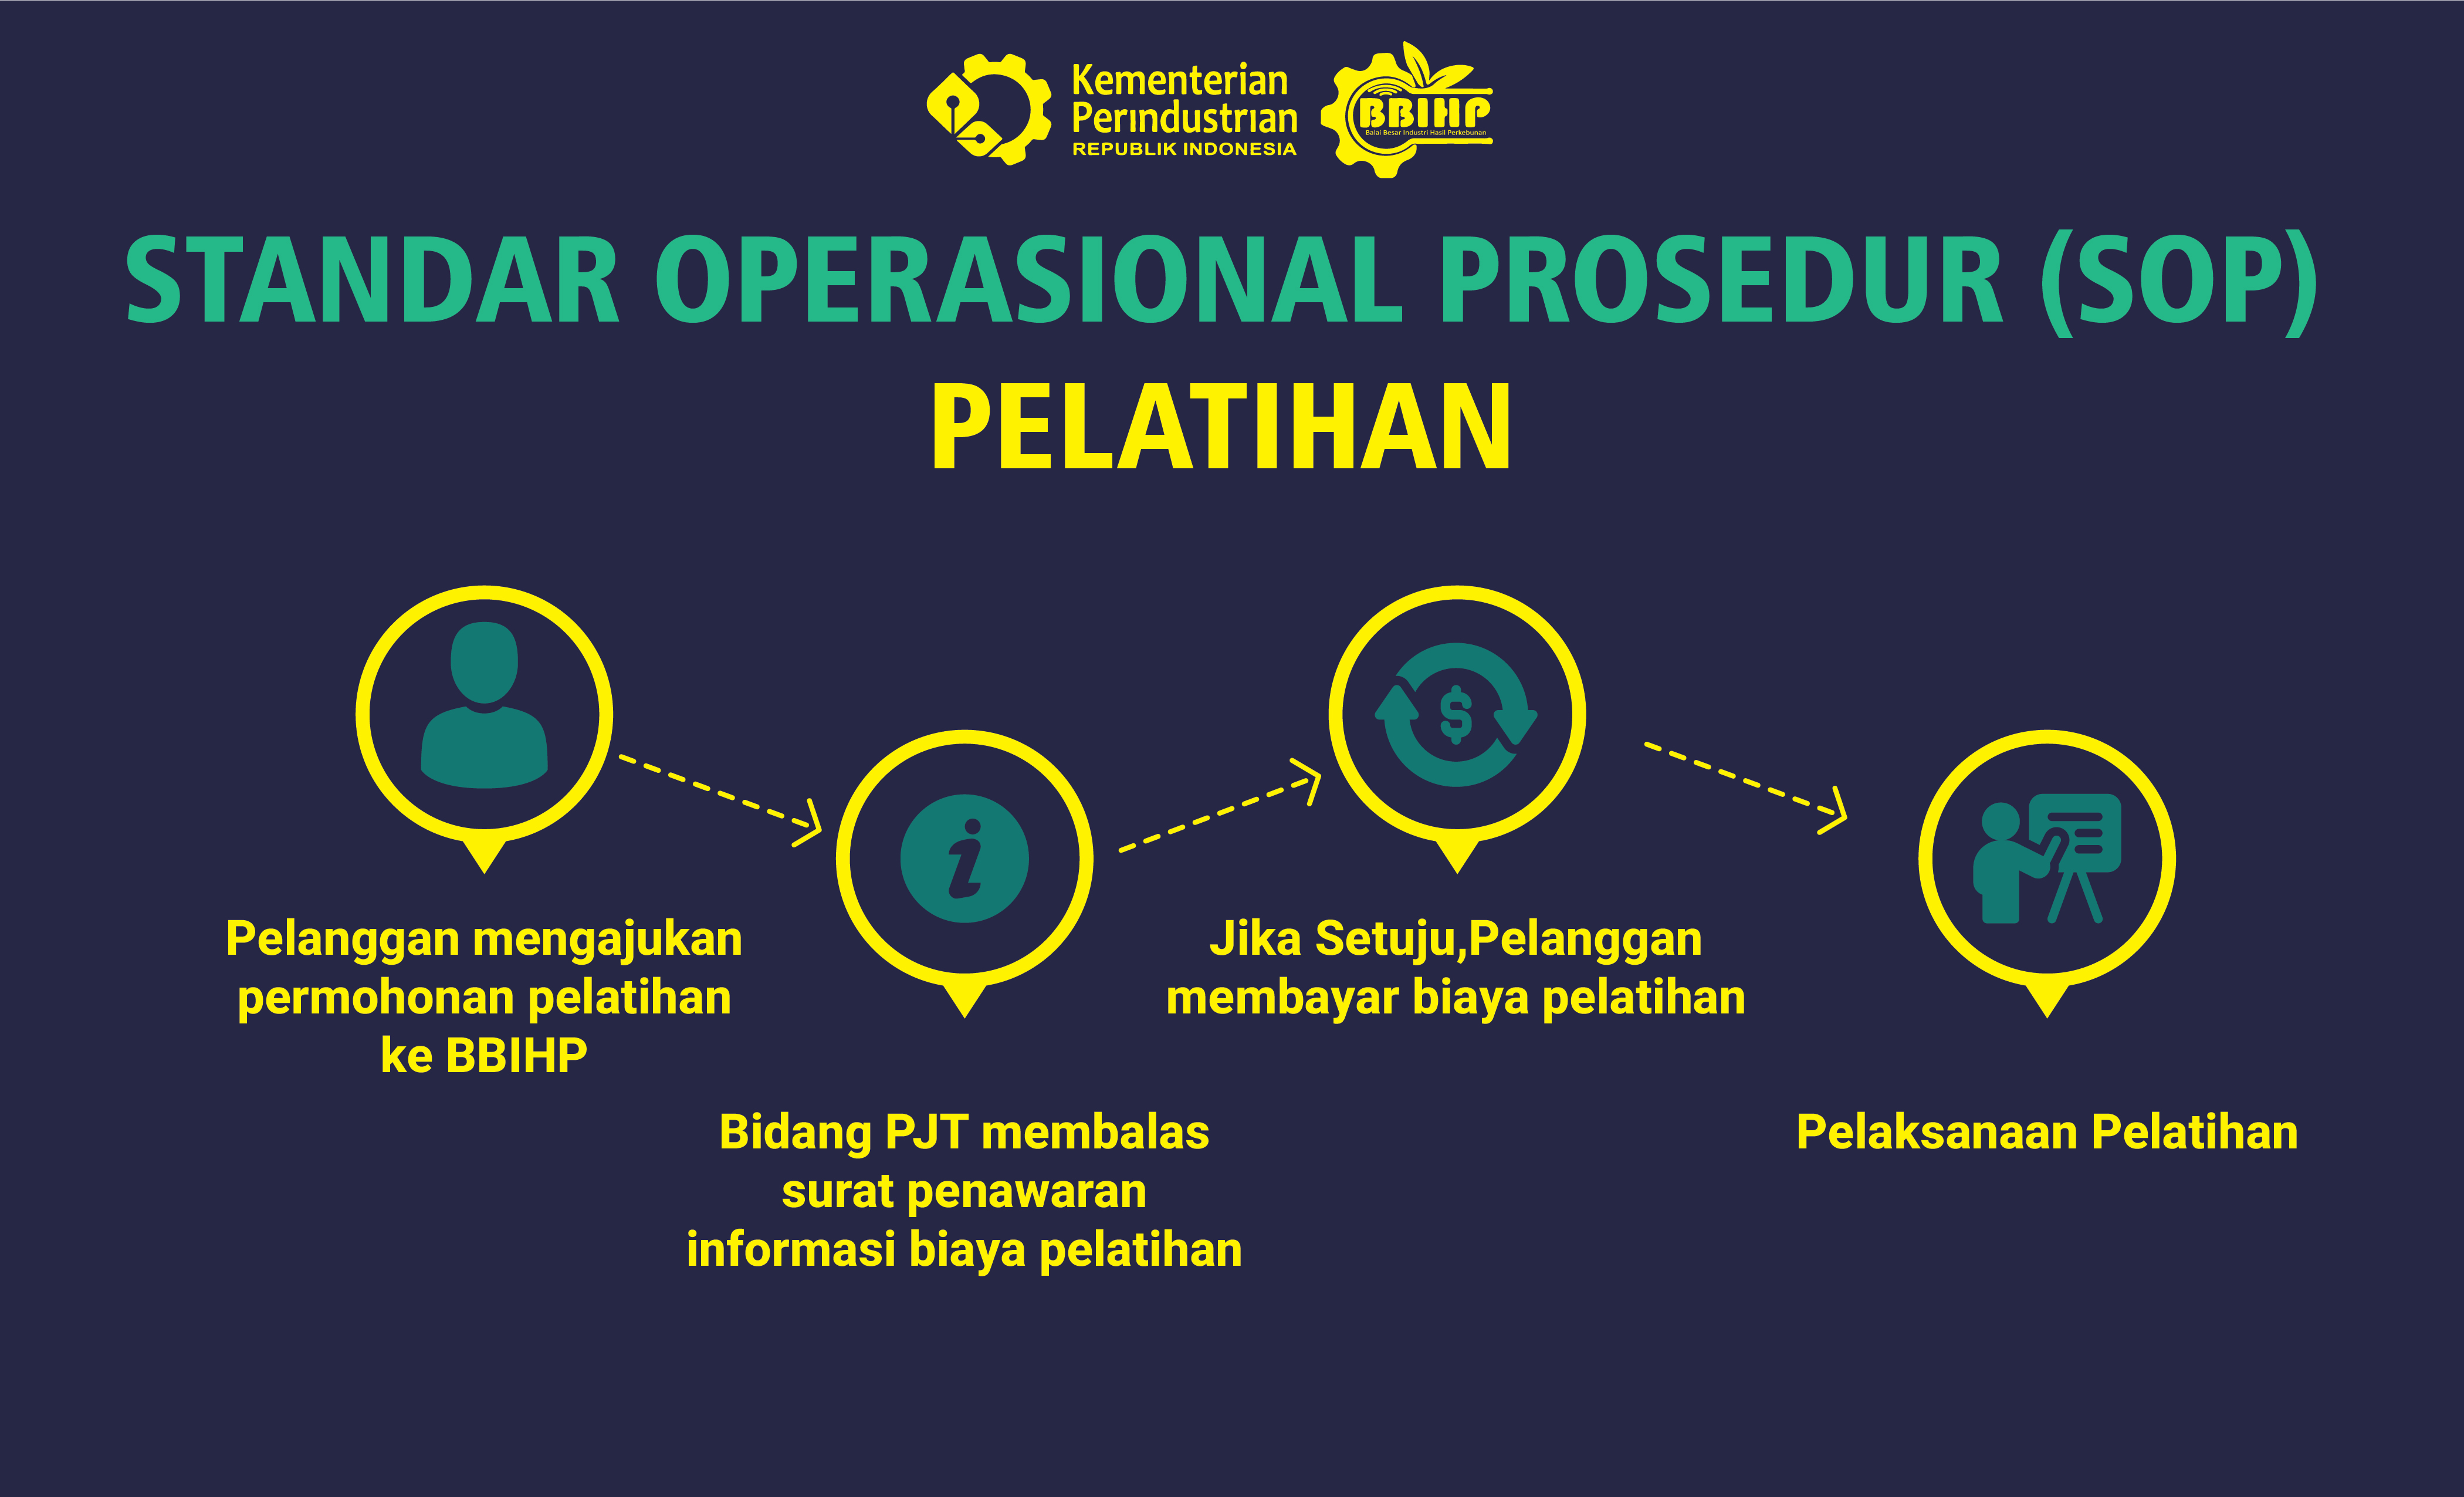 Kementerian
Perindustrian
REPUBLIK INDONESIA
BBIHP
Balai Besar Industri Hasil Perkebunan
STANDAR OPERASIONAL PROSEDUR (SOP)
PELATIHAN
Pelanggan mengajukan
permohonan pelatihan
ke BBIHP
Bidang PJT membalas
surat penawaran
informasi biaya pelatihan
Jika Setuju,Pelanggan
membayar biaya pelatihan
Pelaksanaan Pelatihan